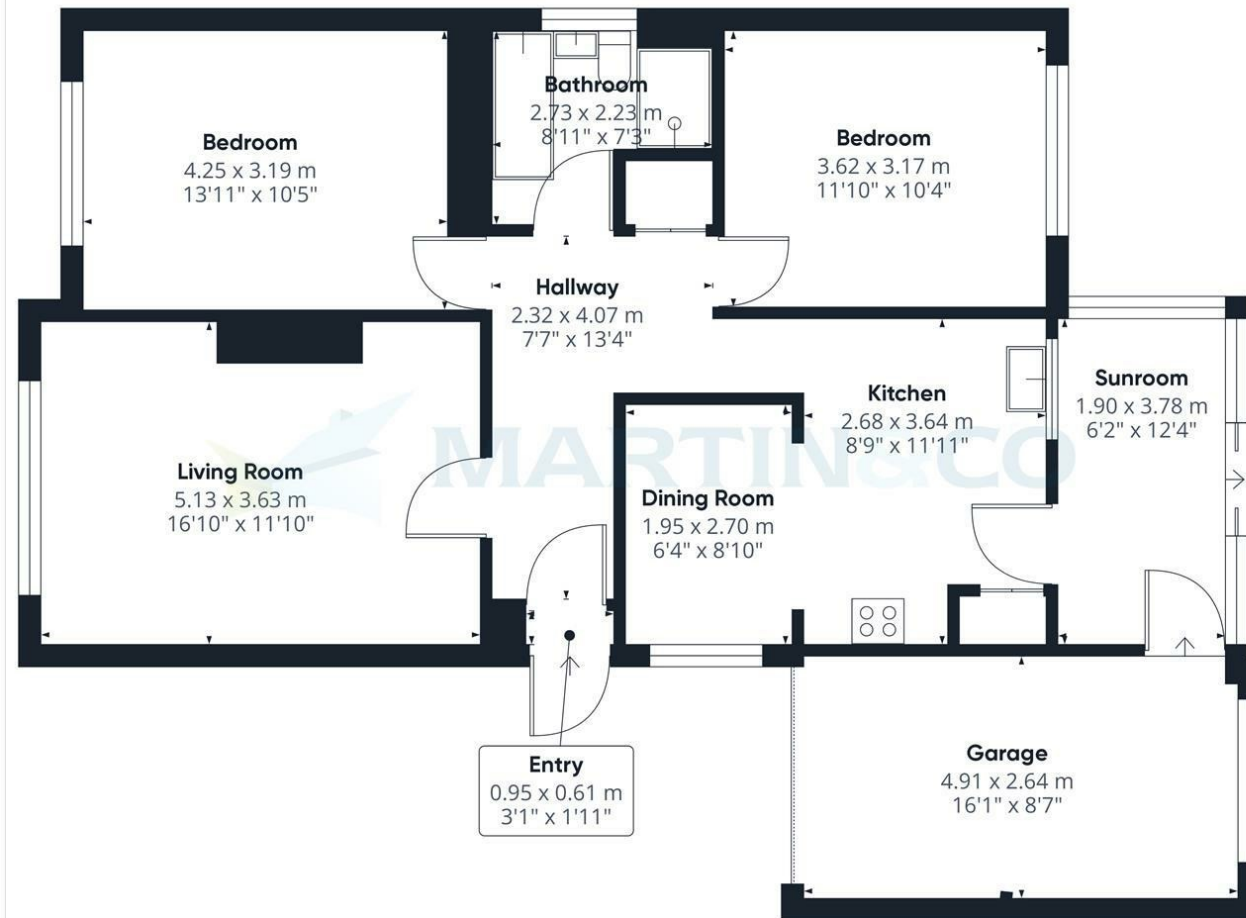 Bathroom
2.73 x 2.23 m
8'11" x 7'3"
Bedroom
4.25 x 3.19 m
13'11" x 10'5"
Bedroom
3.62 x 3.17 m
11'10" x 10'4"
Hallway
2.32 x 4.07 m
7'7" x 13'4"
Kitchen
2.68 x 3.64 m
8'9" x 11'11"
Sunroom
1.90 x 3.78 m
6'2" x 12'4"
MARTIN&CO
Living Room
5.13 x 3.63 m
16'10" x 11'10"
Dining Room
1.95 x 2.70 m
6'4" x 8'10"
Entry
0.95 x 0.61 m
3'1" x 1'11"
Garage
4.91 x 2.64 m
16'1" x 8'7"